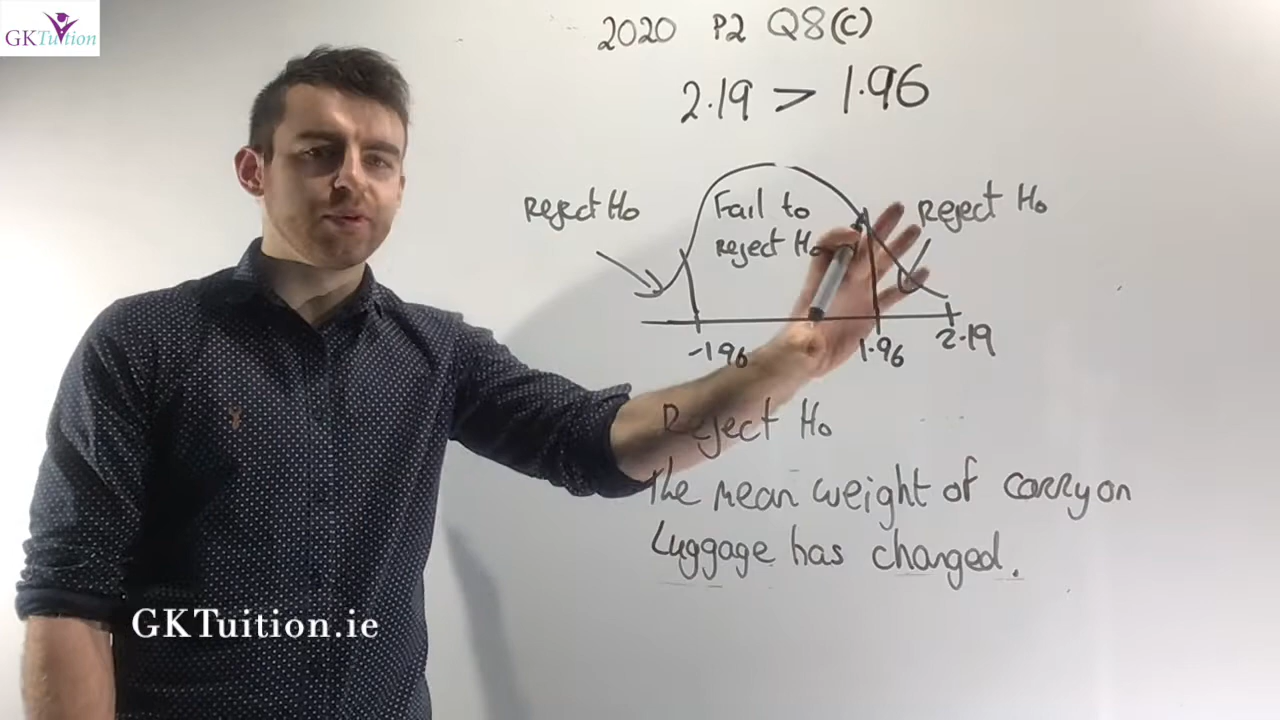 GKTuition
2020 P2 Q8(c)
2.19 > 1.96
Reject Ho
Fail to
reject Ho
Reject Ho
-1.96
1.96
2.19
Reject Ho
The mean weight of carry on
Luggage has changed.
GKTuition.ie